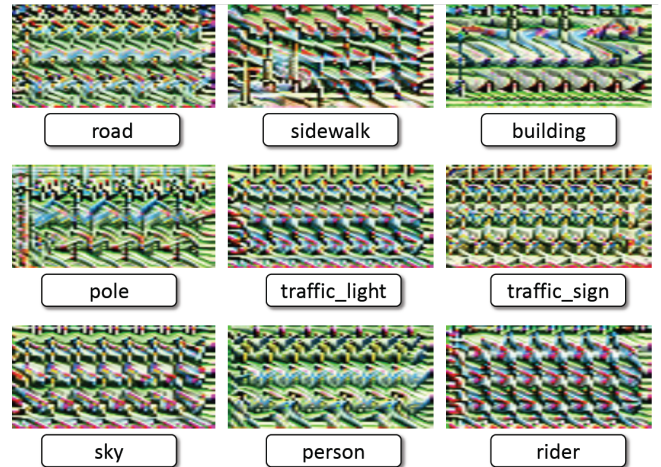 road
sidewalk
building
pole
traffic_light
traffic_sign
sky
person
rider